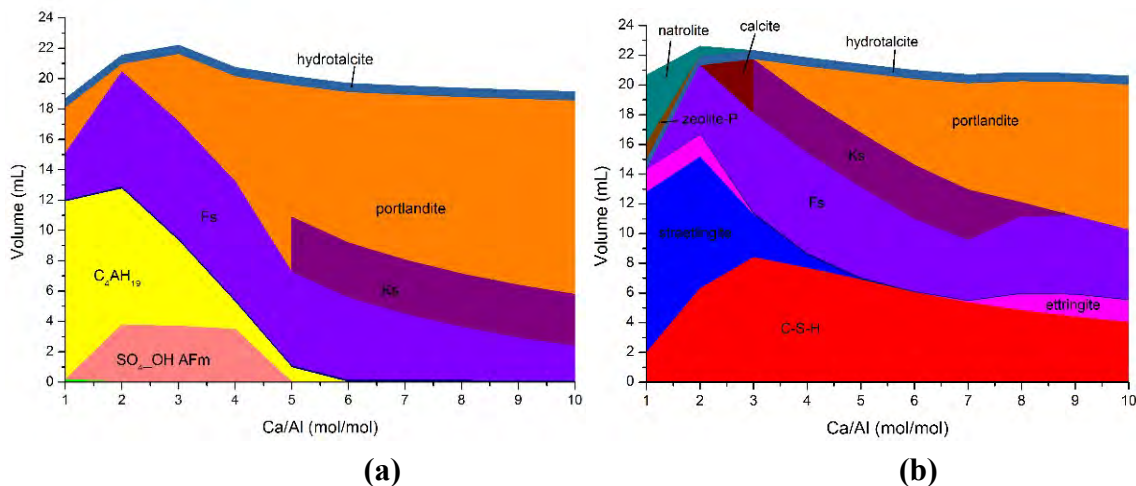 24
22
20
18
16
14
12
10
8
6
4
2
0
Volume (mL)
hydrotalcite
Fs
portlandite
C₄AH₁₉
Ks
SO₄_OH AFm
1 2 3 4 5 6 7 8 9 10
Ca/Al (mol/mol)
(a)
24
22
20
18
16
14
12
10
8
6
4
2
0
Volume (mL)
natrolite
calcite
hydrotalcite
zeolite-P
portlandite
Ks
Fs
straetlingite
ettringite
C-S-H
1 2 3 4 5 6 7 8 9 10
Ca/Al (mol/mol)
(b)